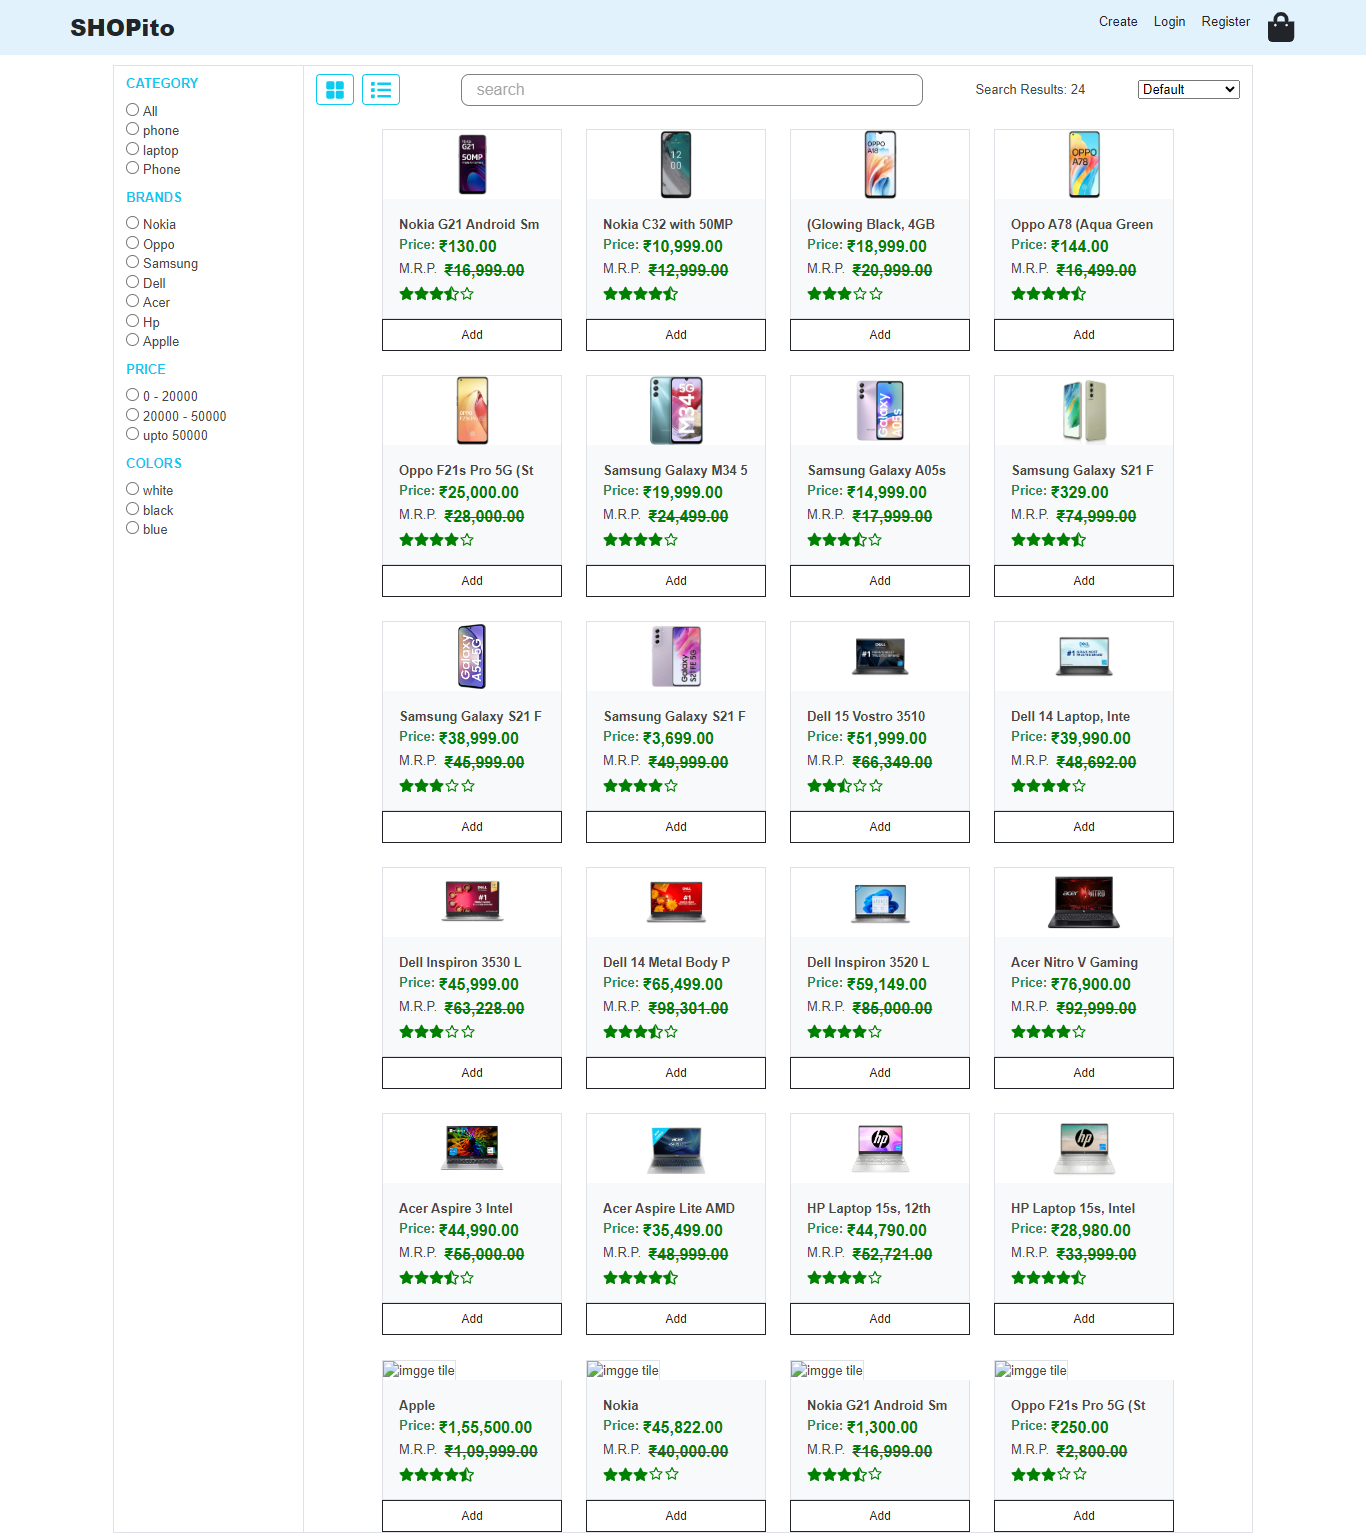 SHOPito
Create Login Register
CATEGORY
All
phone
laptop
Phone
BRANDS
Nokia
Oppo
Samsung
Dell
Acer
Hp
Applle
PRICE
0 - 20000
20000 - 50000
upto 50000
COLORS
white
black
blue
search
Search Results: 24
Default
Nokia G21 Android Sm
Price: ₹130.00
M.R.P. ₹16,999.00
Add
Nokia C32 with 50MP
Price: ₹10,999.00
M.R.P. ₹12,999.00
Add
(Glowing Black, 4GB
Price: ₹18,999.00
M.R.P. ₹20,999.00
Add
Oppo A78 (Aqua Green
Price: ₹144.00
M.R.P. ₹16,499.00
Add
Oppo F21s Pro 5G (St
Price: ₹25,000.00
M.R.P. ₹28,000.00
Add
Samsung Galaxy M34 5
Price: ₹19,999.00
M.R.P. ₹24,499.00
Add
Samsung Galaxy A05s
Price: ₹14,999.00
M.R.P. ₹17,999.00
Add
Samsung Galaxy S21 F
Price: ₹329.00
M.R.P. ₹74,999.00
Add
Samsung Galaxy S21 F
Price: ₹38,999.00
M.R.P. ₹45,999.00
Add
Samsung Galaxy S21 F
Price: ₹3,699.00
M.R.P. ₹49,999.00
Add
Dell 15 Vostro 3510
Price: ₹51,999.00
M.R.P. ₹66,349.00
Add
Dell 14 Laptop, Inte
Price: ₹39,990.00
M.R.P. ₹48,692.00
Add
Dell Inspiron 3530 L
Price: ₹45,999.00
M.R.P. ₹63,228.00
Add
Dell 14 Metal Body P
Price: ₹65,499.00
M.R.P. ₹98,301.00
Add
Dell Inspiron 3520 L
Price: ₹59,149.00
M.R.P. ₹85,000.00
Add
Acer Nitro V Gaming
Price: ₹76,900.00
M.R.P. ₹92,999.00
Add
Acer Aspire 3 Intel
Price: ₹44,990.00
M.R.P. ₹55,000.00
Add
Acer Aspire Lite AMD
Price: ₹35,499.00
M.R.P. ₹48,999.00
Add
HP Laptop 15s, 12th
Price: ₹44,790.00
M.R.P. ₹52,721.00
Add
HP Laptop 15s, Intel
Price: ₹28,980.00
M.R.P. ₹33,999.00
Add
imgge tile
Apple
Price: ₹1,55,500.00
M.R.P. ₹1,09,999.00
Add
imgge tile
Nokia
Price: ₹45,822.00
M.R.P. ₹40,000.00
Add
imgge tile
Nokia G21 Android Sm
Price: ₹1,300.00
M.R.P. ₹16,999.00
Add
imgge tile
Oppo F21s Pro 5G (St
Price: ₹250.00
M.R.P. ₹2,800.00
Add